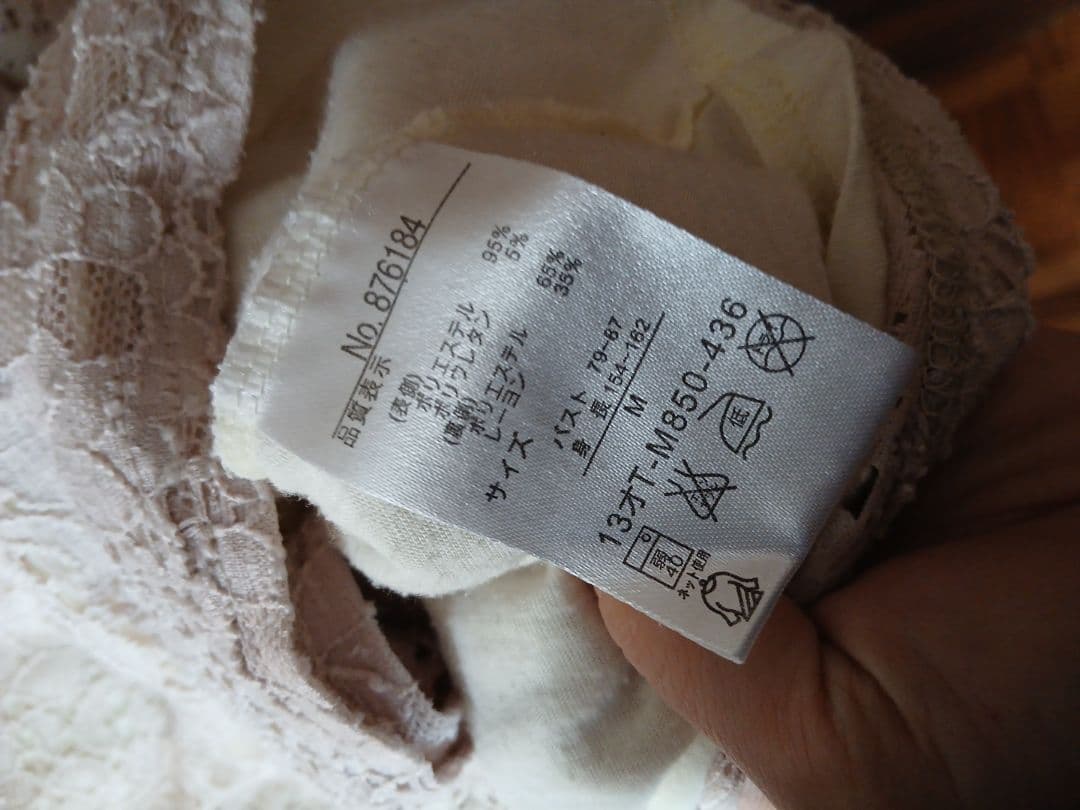 No. 876184
品質表示
(表側)
ポリエステル 95%
ポリウレタン 5%
(裏側)
ポリエステル 65%
レーヨン 35%
サイズ
バスト 79~87
身長 154~162
M
13才T-M850-436
弱
40
ネット使用
低